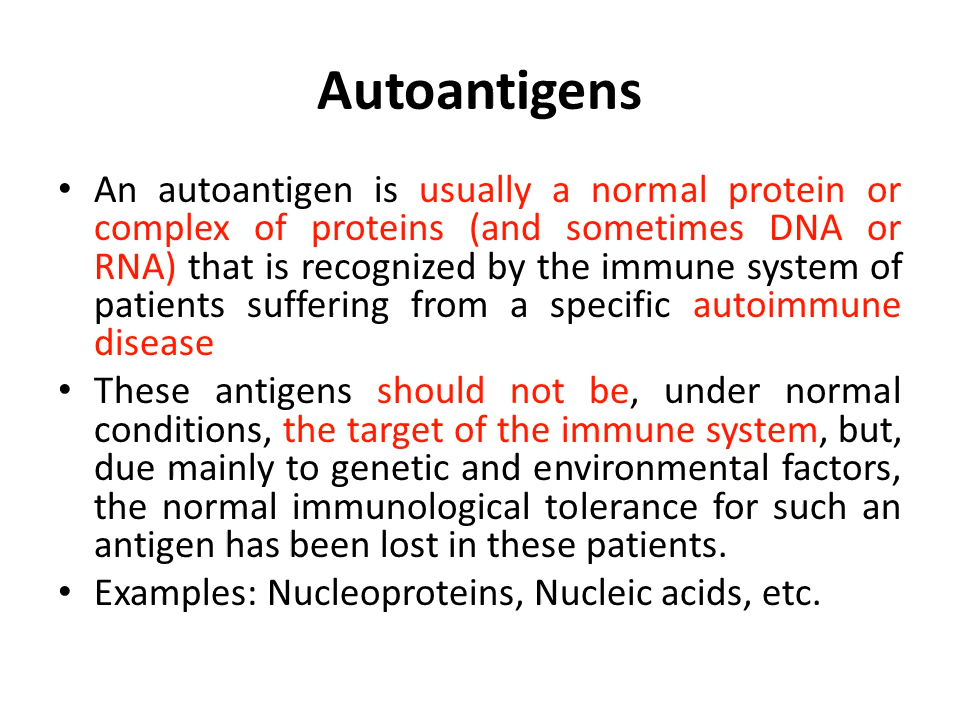 Autoantigens
• An autoantigen is usually a normal protein or
complex of proteins (and sometimes DNA or
RNA) that is recognized by the immune system of
patients suffering from a specific autoimmune
disease
• These antigens should not be, under normal
conditions, the target of the immune system, but,
due mainly to genetic and environmental factors,
the normal immunological tolerance for such an
antigen has been lost in these patients.
• Examples: Nucleoproteins, Nucleic acids, etc.